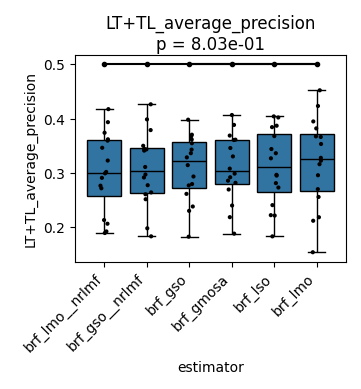 LT+TL_average_precision
p = 8.03e-01
LT+TL_average_precision
0.5
0.4
0.3
0.2
brf_lmo__nrlmf
brf_gso__nrlmf
brf_gso
brf_gmosa
brf_lso
brf_lmo
estimator